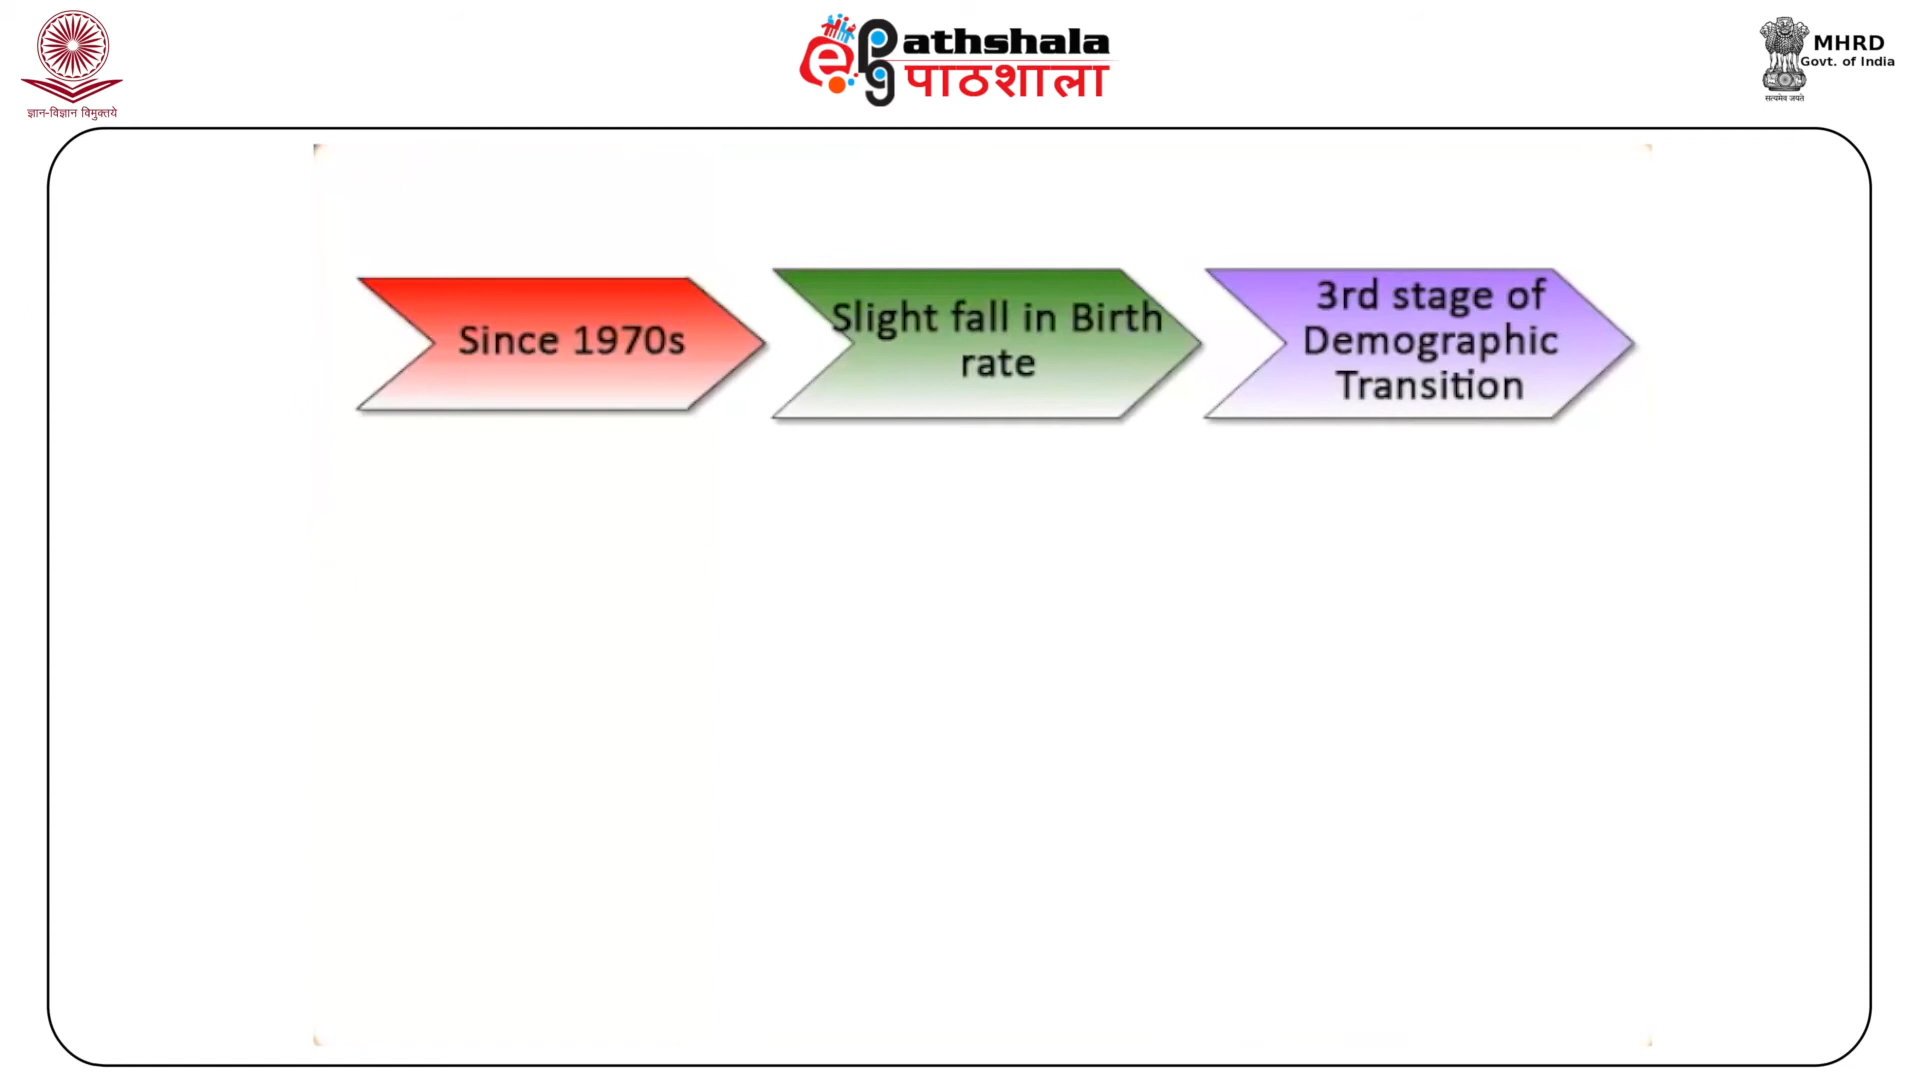 ज्ञान-विज्ञान विमुक्तये
e pg athshala
पाठशाला
MHRD
Govt. of India
सत्यमेव जयते
Since 1970s
Slight fall in Birth
rate
3rd stage of
Demographic
Transition